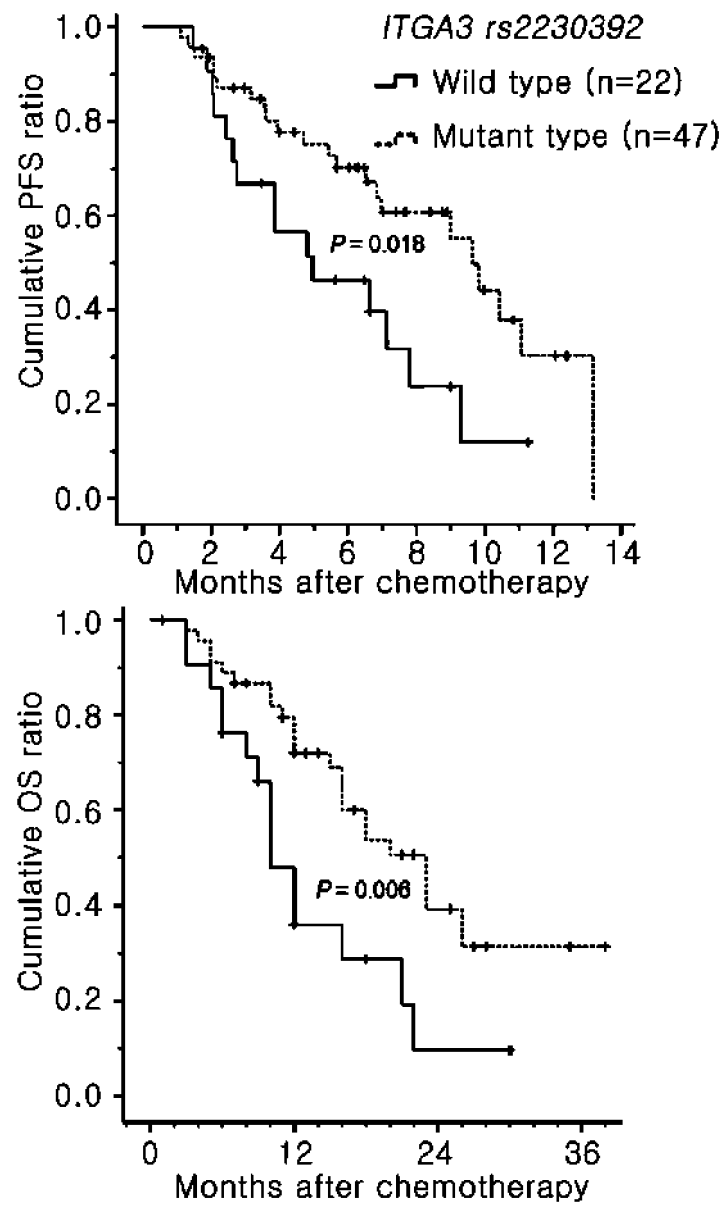 ITGA3 rs2230392
Wild type (n=22)
Mutant type (n=47)
Cumulative PFS ratio
1.0
0.8
0.6
0.4
0.2
0.0
P=0.018
0 2 4 6 8 10 12 14
Months after chemotherapy
Cumulative OS ratio
1.0
0.8
0.6
0.4
0.2
0.0
P=0.006
0 12 24 36
Months after chemotherapy